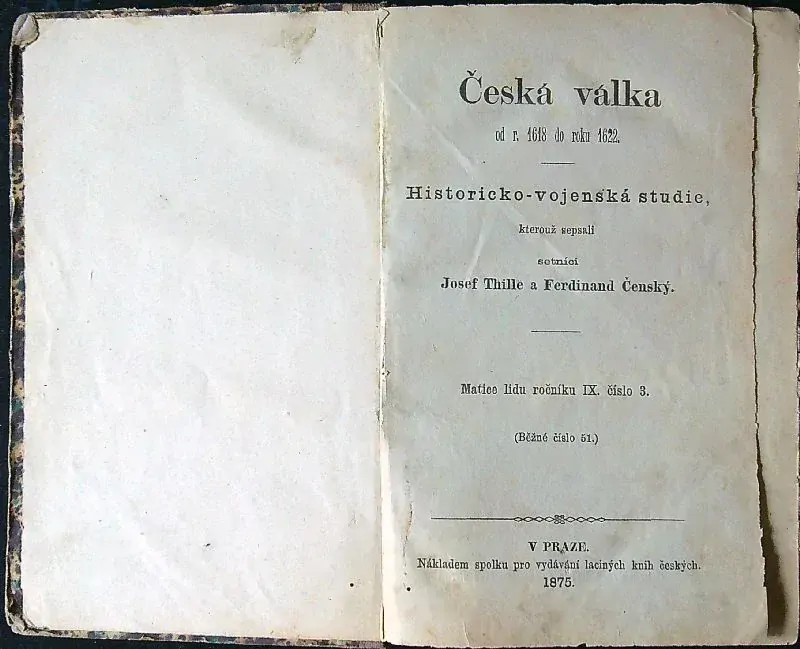 Česká válka
od r. 1618 do roku 1622.
Historicko-vojenská studie,
kterouž sepsali
setníci
Josef Thille a Ferdinand Čenský.
Matice lidu ročníku IX. číslo 3.
(Běžné číslo 51.)
V PRAZE.
Nákladem spolku pro vydávání laciných knih českých.
1875.